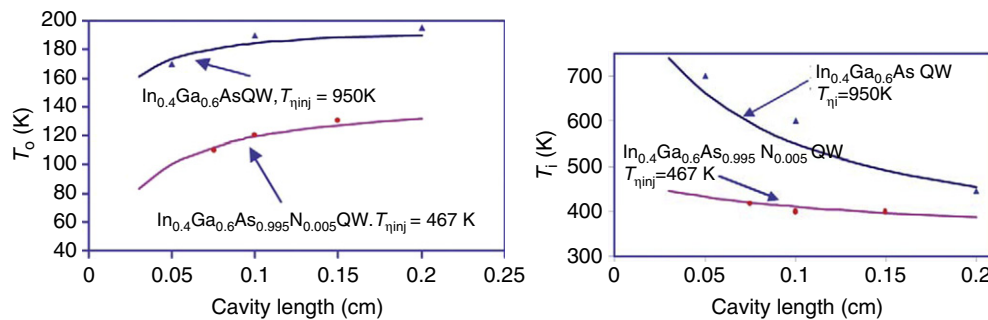 200
180
160
140
120
100
80
60
40
T₀ (K)
In₀.₄Ga₀.₆AsQW, Tηinj = 950K
In₀.₄Ga₀.₆As₀.₉₉₅N₀.₀₀₅QW. Tηinj = 467 K
0 0.05 0.1 0.15 0.2 0.25
Cavity length (cm)
700
600
500
400
300
Tᵢ (K)
In₀.₄Ga₀.₆As QW
Tηi=950K
In₀.₄Ga₀.₆As₀.₉₉₅ N₀.₀₀₅ QW
Tηinj=467 K
0 0.05 0.1 0.15 0.2
Cavity length (cm)